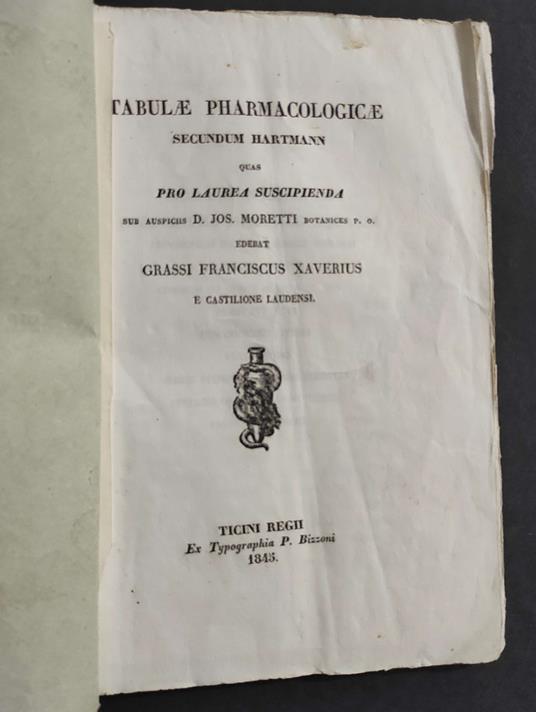 TABULÆ PHARMACOLOGICÆ
SECUNDUM HARTMANN
QUAS
PRO LAUREA SUSCIPIENDA
SUB AUSPICIIS D. JOS. MORETTI BOTANICES P. O.
EDEBAT
GRASSI FRANCISCUS XAVERIUS
E CASTILIONE LAUDENSI.
TICINI REGII
Ex Typographia P. Bizzoni
1845.